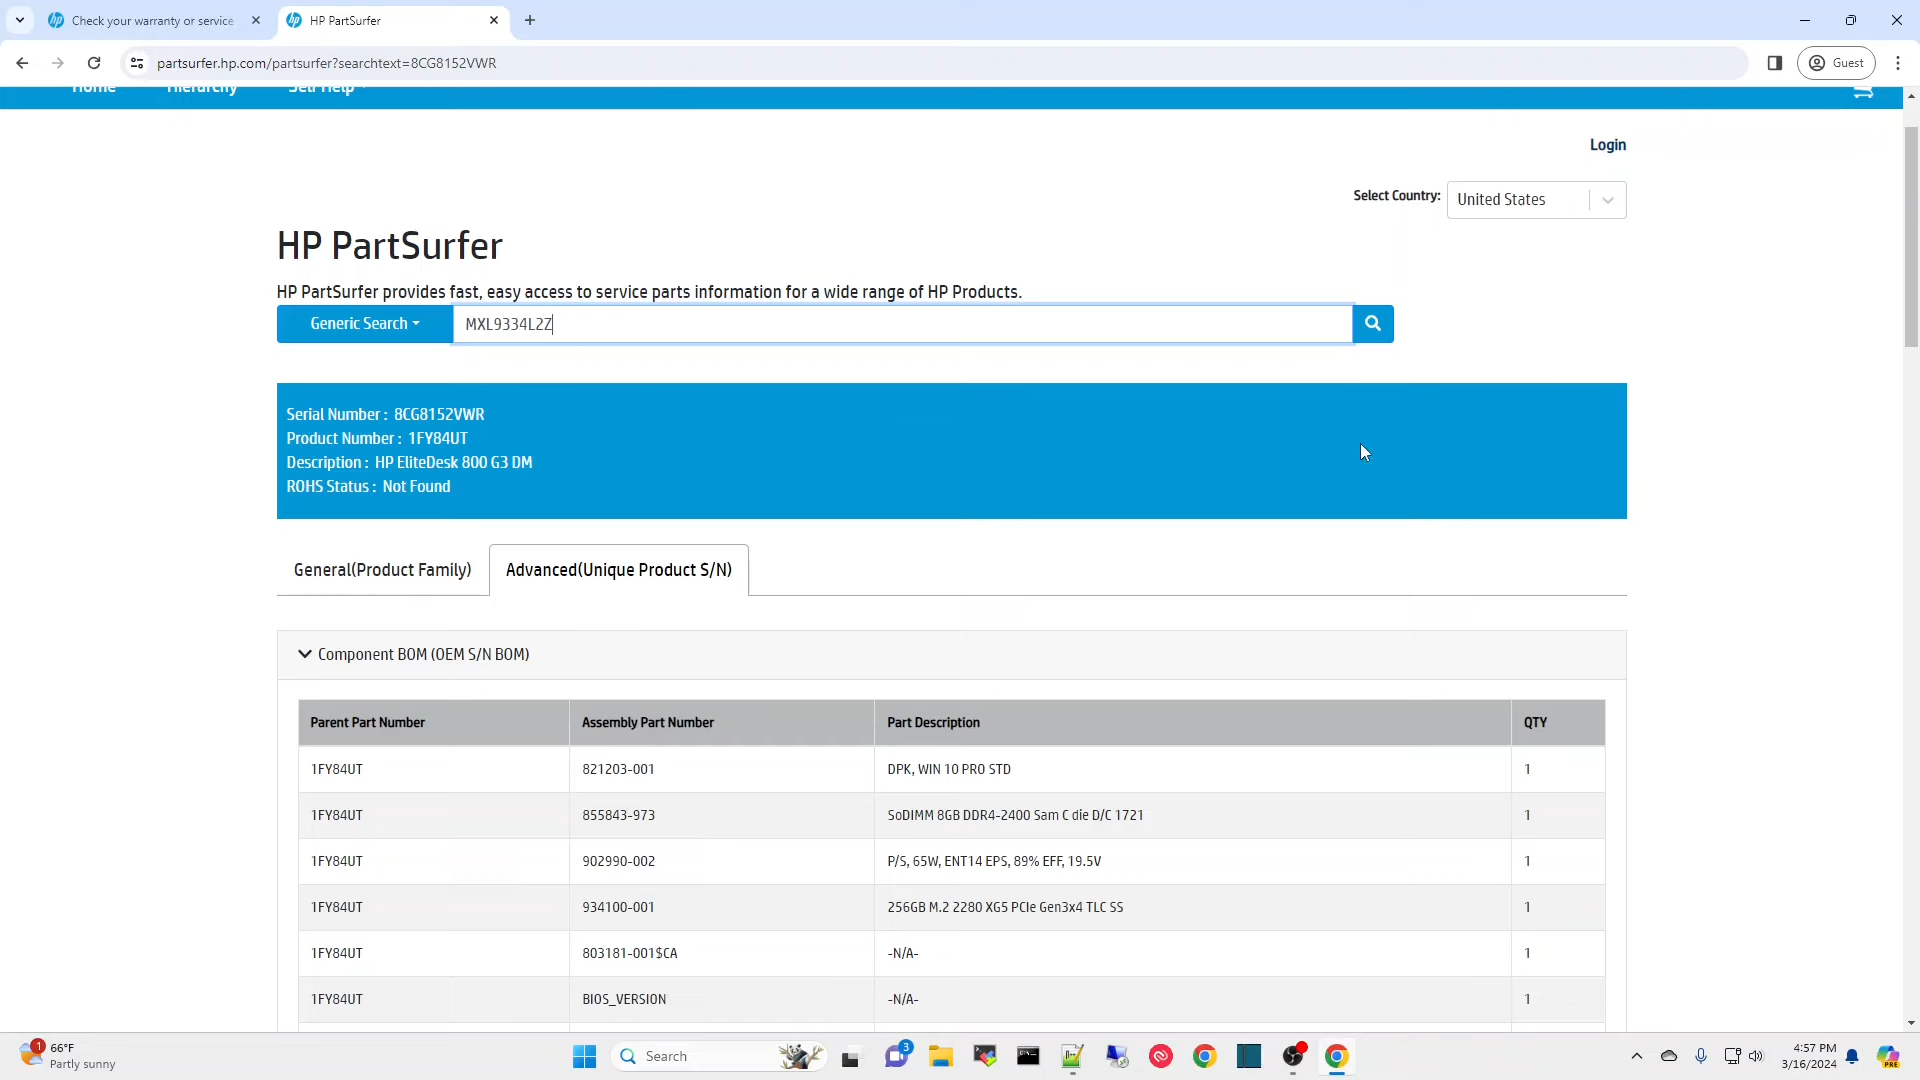 Check your warranty or service
HP PartSurfer
partsurfer.hp.com/partsurfer?searchtext=8CG8152VWR
Guest
Home
Hierarchy
Self Help
Login
Select Country:
United States
HP PartSurfer
HP PartSurfer provides fast, easy access to service parts information for a wide range of HP Products.
Generic Search
MXL9334L2Z
Serial Number : 8CG8152VWR
Product Number : 1FY84UT
Description : HP EliteDesk 800 G3 DM
ROHS Status : Not Found
General(Product Family)
Advanced(Unique Product S/N)
Component BOM (OEM S/N BOM)
Parent Part Number Assembly Part Number Part Description QTY
1FY84UT 821203-001 DPK, WIN 10 PRO STD 1
1FY84UT 855843-973 SoDIMM 8GB DDR4-2400 Sam C die D/C 1721 1
1FY84UT 902990-002 P/S, 65W, ENT14 EPS, 89% EFF, 19.5V 1
1FY84UT 934100-001 256GB M.2 2280 XG5 PCIe Gen3x4 TLC SS 1
1FY84UT 803181-001$CA -N/A- 1
1FY84UT BIOS_VERSION -N/A- 1
1
66°F
Partly sunny
Search
3
4:57 PM
3/16/2024
PRE